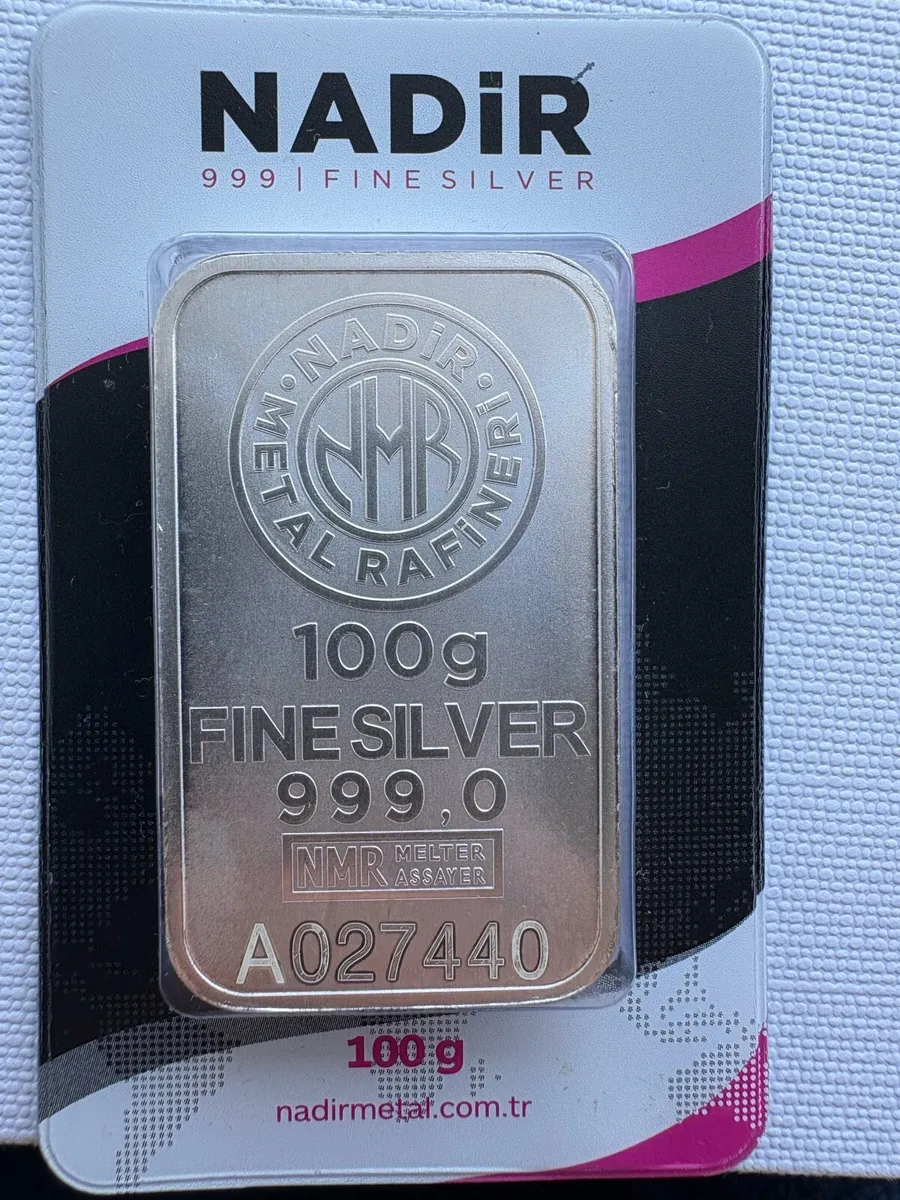 NADiR
999 | FINE SILVER
NADiR
METAL RAFiNERi
NMR
100g
FINE SILVER
999,0
NMR MELTER ASSAYER
A027440
100 g
nadirmetal.com.tr